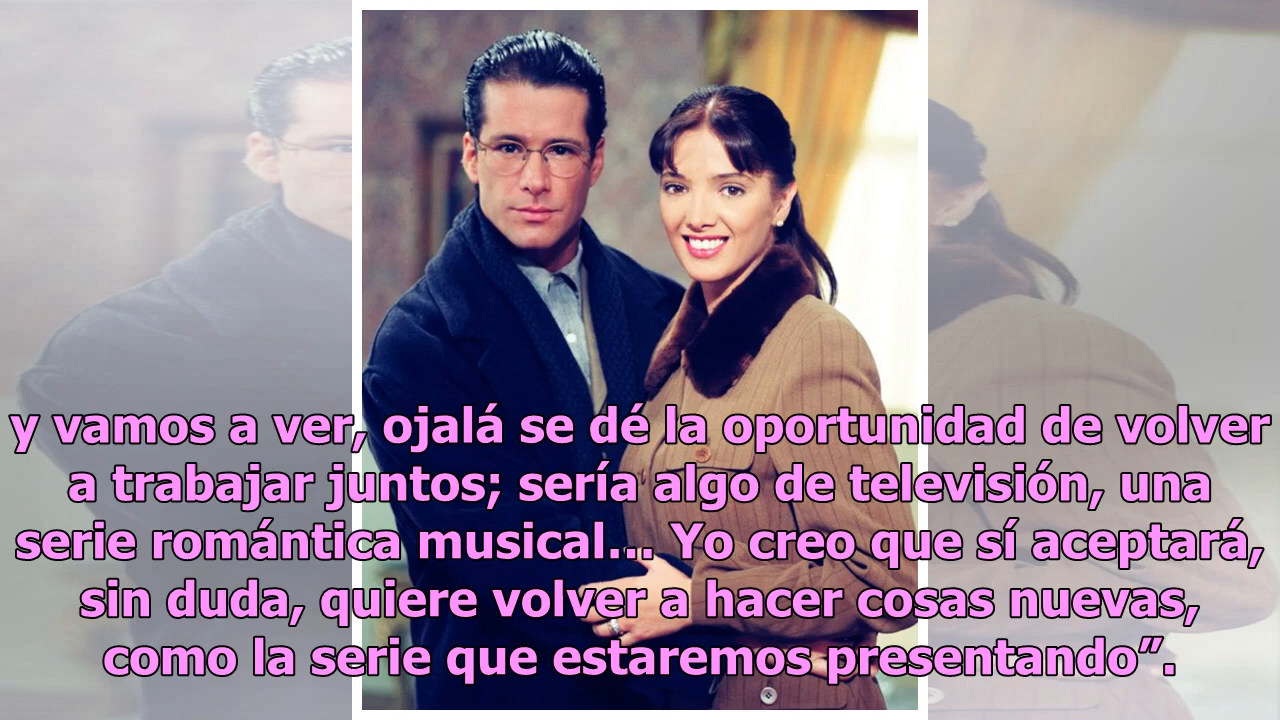 y vamos a ver, ojalá se dé la oportunidad de volver
a trabajar juntos; sería algo de televisión, una
serie romántica musical... Yo creo que sí aceptará,
sin duda, quiere volver a hacer cosas nuevas,
como la serie que estaremos presentando”.